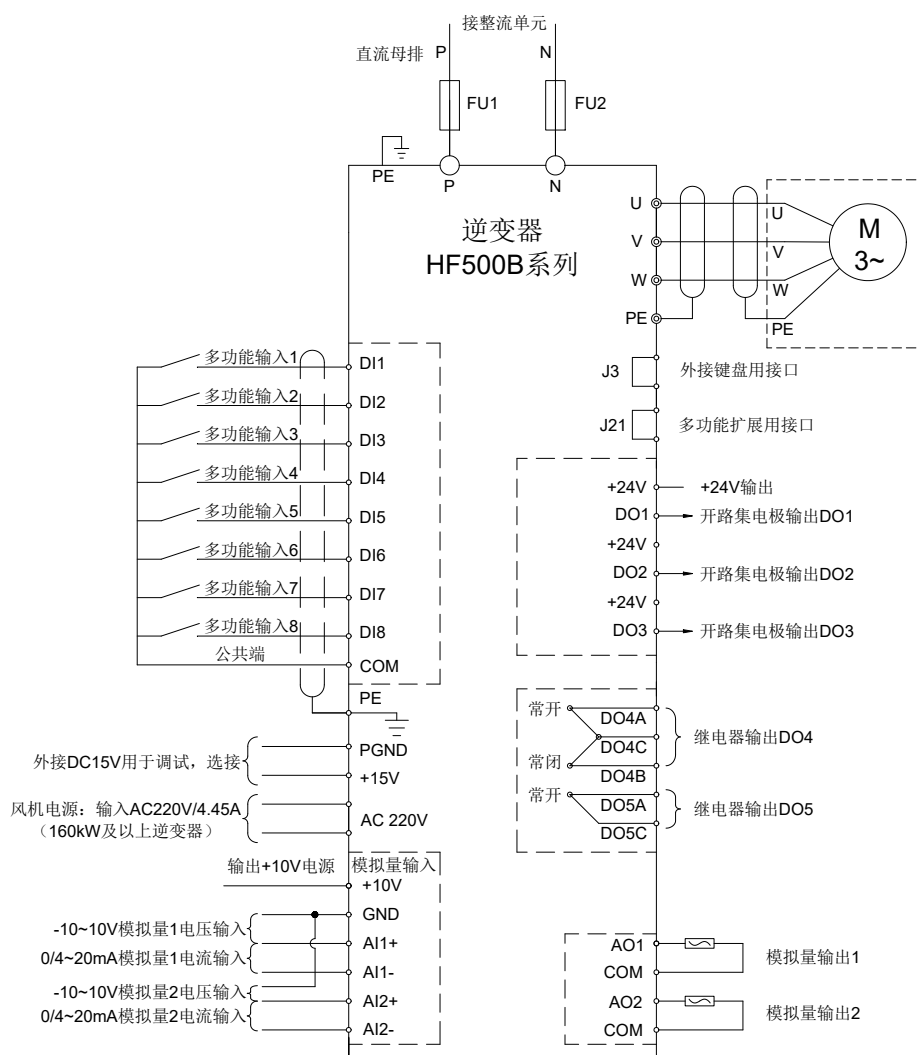 接整流单元
直流母排 P
N
FU1
FU2
PE
P
N
逆变器
HF500B系列
U
V
W
PE
U
V
W
PE
M
3~
J3
外接键盘用接口
J21
多功能扩展用接口
多功能输入1
DI1
多功能输入2
DI2
多功能输入3
DI3
多功能输入4
DI4
多功能输入5
DI5
多功能输入6
DI6
多功能输入7
DI7
多功能输入8
DI8
公共端
COM
PE
+24V
+24V输出
DO1
开路集电极输出DO1
+24V
DO2
开路集电极输出DO2
+24V
DO3
开路集电极输出DO3
外接DC15V用于调试，选接
PGND
+15V
风机电源：输入AC220V/4.45A
（160kW及以上逆变器）
AC 220V
常开
DO4A
DO4C
常闭
DO4B
继电器输出DO4
常开
DO5A
DO5C
继电器输出DO5
输出+10V电源
模拟量输入
+10V
GND
-10~10V模拟量1电压输入
AI1+
0/4~20mA模拟量1电流输入
AI1-
-10~10V模拟量2电压输入
AI2+
0/4~20mA模拟量2电流输入
AI2-
AO1
COM
模拟量输出1
AO2
COM
模拟量输出2